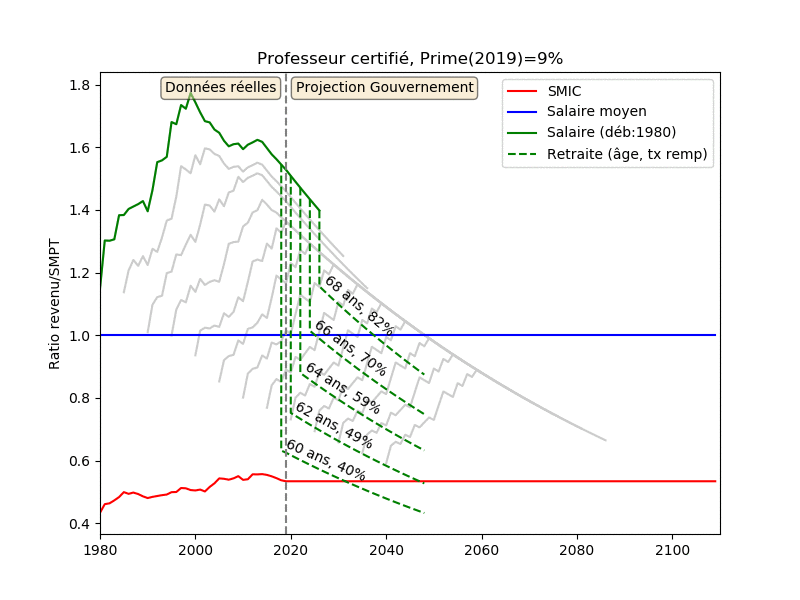 Professeur certifié, Prime(2019)=9%
Données réelles
Projection Gouvernement
SMIC
Salaire moyen
Salaire (déb:1980)
Retraite (âge, tx remp)
Ratio revenu/SMPT
1.8
1.6
1.4
1.2
1.0
0.8
0.6
0.4
68 ans, 82%
66 ans, 70%
64 ans, 59%
62 ans, 49%
60 ans, 40%
1980
2000
2020
2040
2060
2080
2100